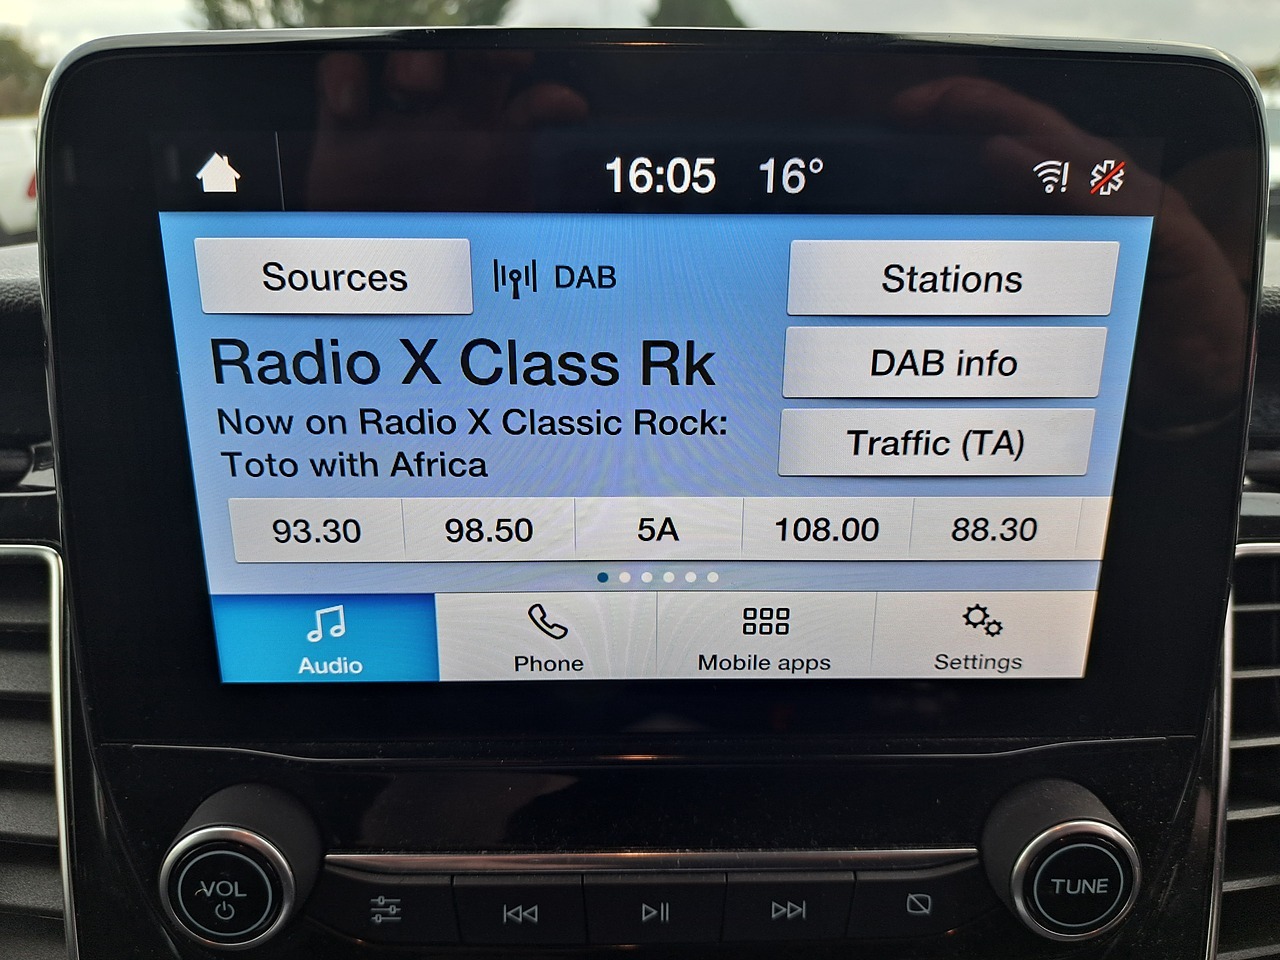 16:05 16°
Sources DAB Stations
Radio X Class Rk
DAB info
Now on Radio X Classic Rock:
Toto with Africa
Traffic (TA)
93.30 98.50 5A 108.00 88.30
Audio Phone Mobile apps Settings
VOL TUNE